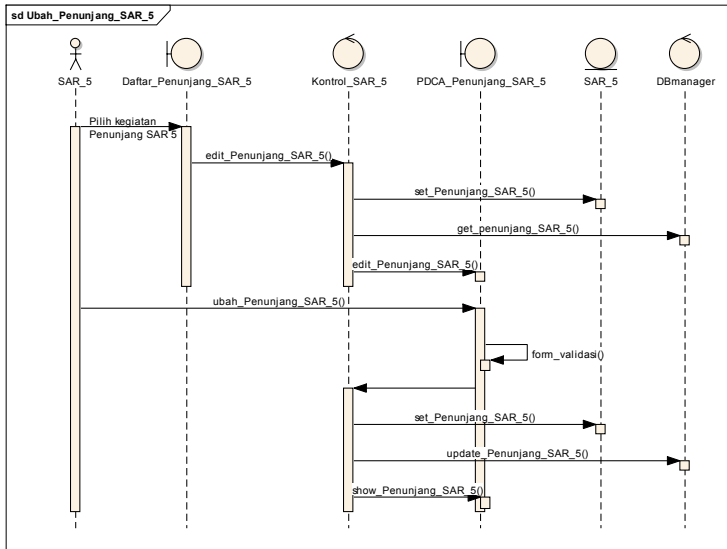 sd Ubah_Penunjang_SAR_5
SAR_5
Daftar_Penunjang_SAR_5
Kontrol_SAR_5
PDCA_Penunjang_SAR_5
SAR_5
DBmanager
Pilih kegiatan
Penunjang SAR 5
edit_Penunjang_SAR_5()
set_Penunjang_SAR_5()
get_penunjang_SAR_5()
edit_Penunjang_SAR_5()
ubah_Penunjang_SAR_5()
form_validasi()
set_Penunjang_SAR_5()
update_Penunjang_SAR_5()
show_Penunjang_SAR_5()